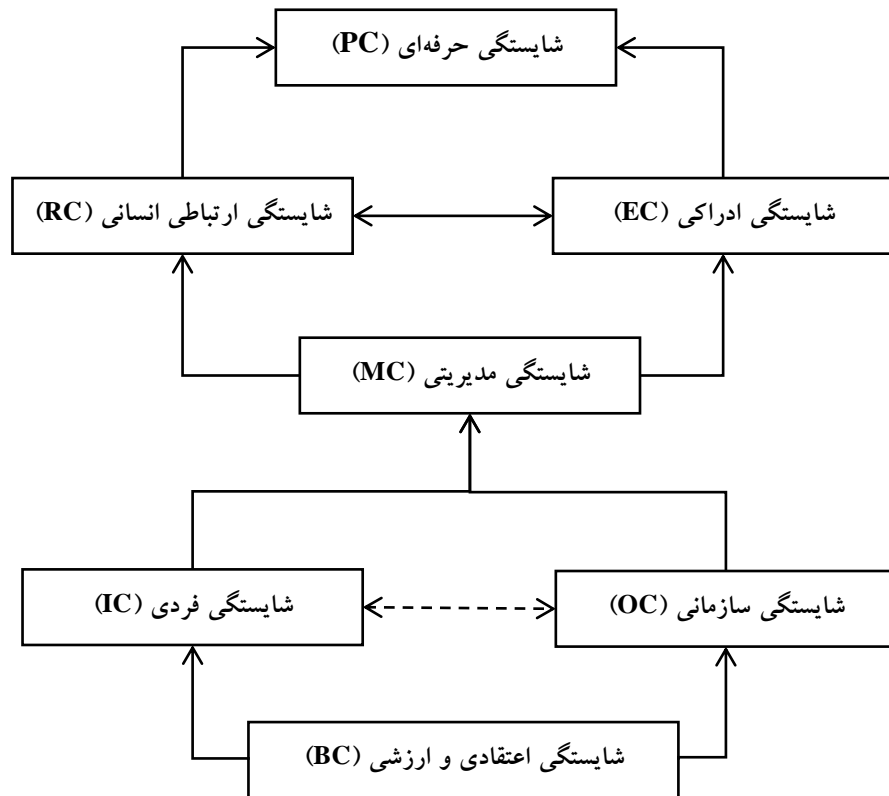 شایستگی حرفه‌ای (PC)
شایستگی ارتباطی انسانی (RC)
شایستگی ادراکی (EC)
شایستگی مدیریتی (MC)
شایستگی فردی (IC)
شایستگی سازمانی (OC)
شایستگی اعتقادی و ارزشی (BC)